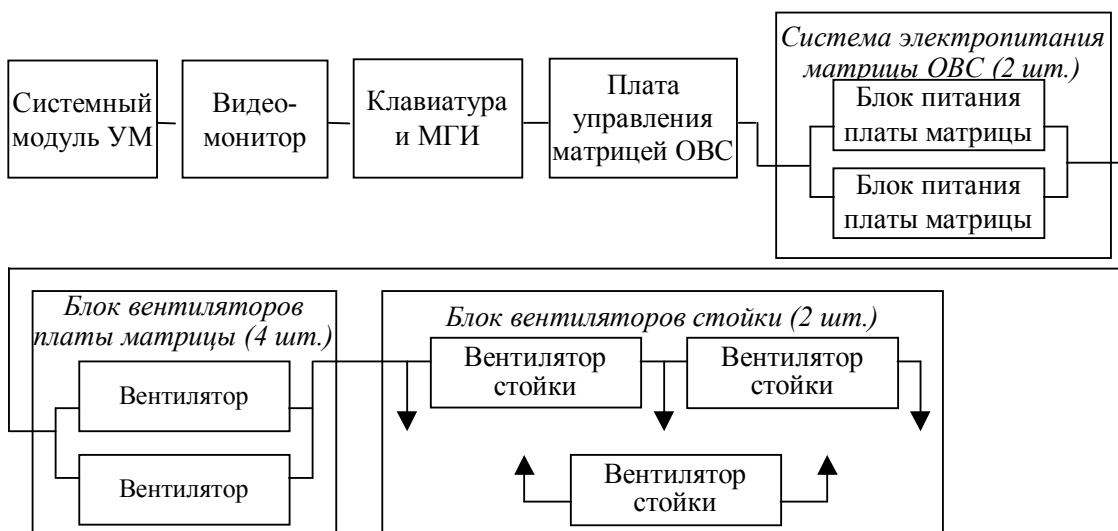 Система электропитания
матрицы ОВС (2 шт.)
Системный
модуль УМ
Видео-
монитор
Клавиатура
и МГИ
Плата
управления
матрицей ОВС
Блок питания
платы матрицы
Блок питания
платы матрицы
Блок вентиляторов
платы матрицы (4 шт.)
Вентилятор
Вентилятор
Блок вентиляторов стойки (2 шт.)
Вентилятор
стойки
Вентилятор
стойки
Вентилятор
стойки